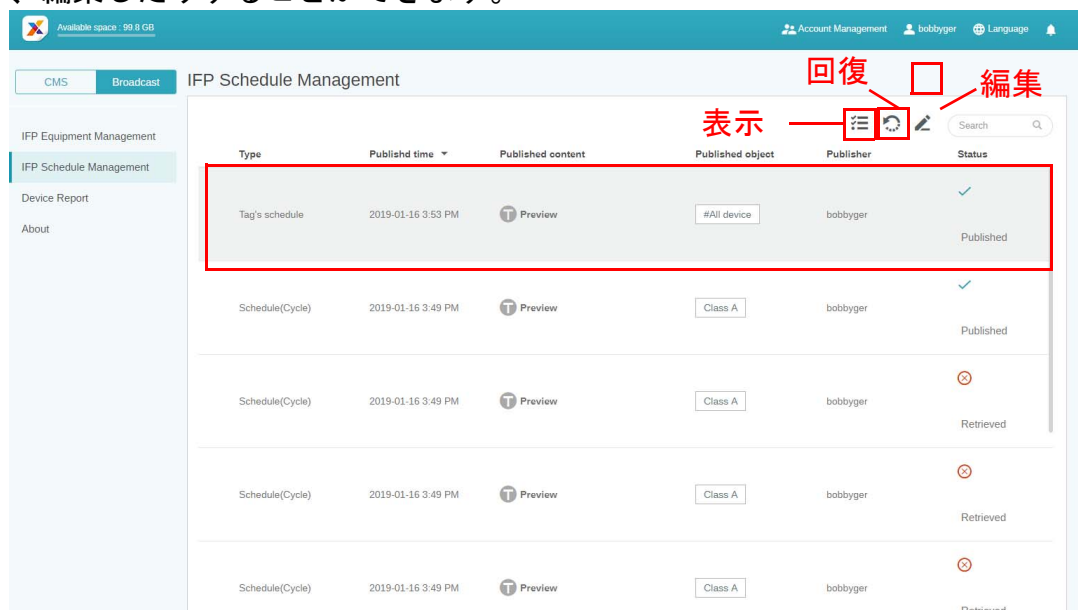 、編集したりすることができます。
Available space : 99.8 GB
Account Management bobbyger Language
CMS Broadcast
IFP Schedule Management
回復
編集
表示
Search
IFP Equipment Management
IFP Schedule Management
Device Report
About
Type Publishd time Published content Published object Publisher Status
Tag's schedule 2019-01-16 3:53 PM T Preview #All device bobbyger Published
Schedule(Cycle) 2019-01-16 3:49 PM T Preview Class A bobbyger Published
Schedule(Cycle) 2019-01-16 3:49 PM T Preview Class A bobbyger Retrieved
Schedule(Cycle) 2019-01-16 3:49 PM T Preview Class A bobbyger Retrieved
Schedule(Cycle) 2019-01-16 3:49 PM T Preview Class A bobbyger